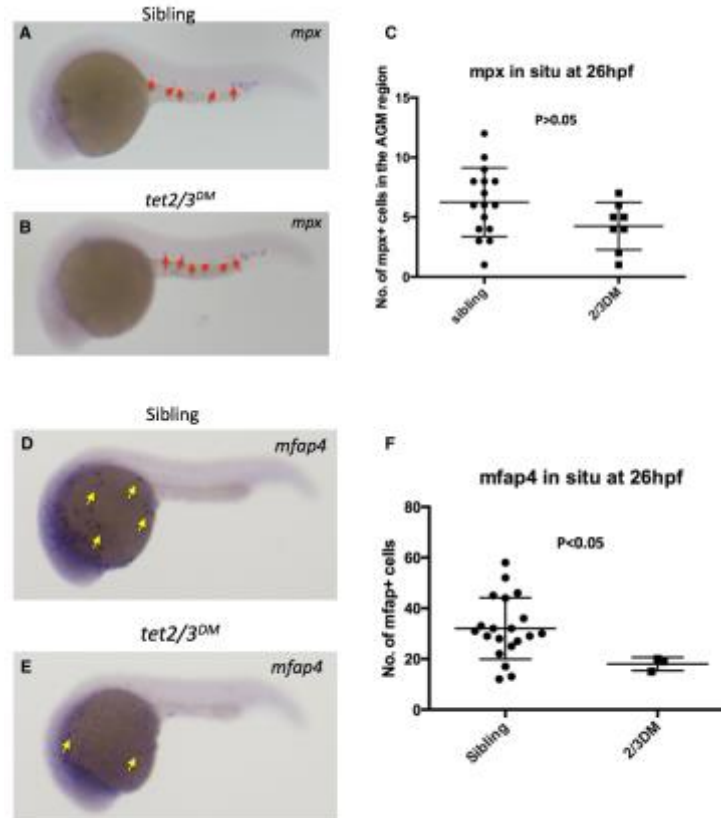 Sibling
A
mpx
tet2/3DM
B
mpx
C
mpx in situ at 26hpf
P>0.05
No. of mpx+ cells in the AGM region
15
10
5
0
sibling
2/3DM
Sibling
D
mfap4
tet2/3DM
E
mfap4
F
mfap4 in situ at 26hpf
P<0.05
No. of mfap+ cells
80
60
40
20
0
Sibling
2/3DM